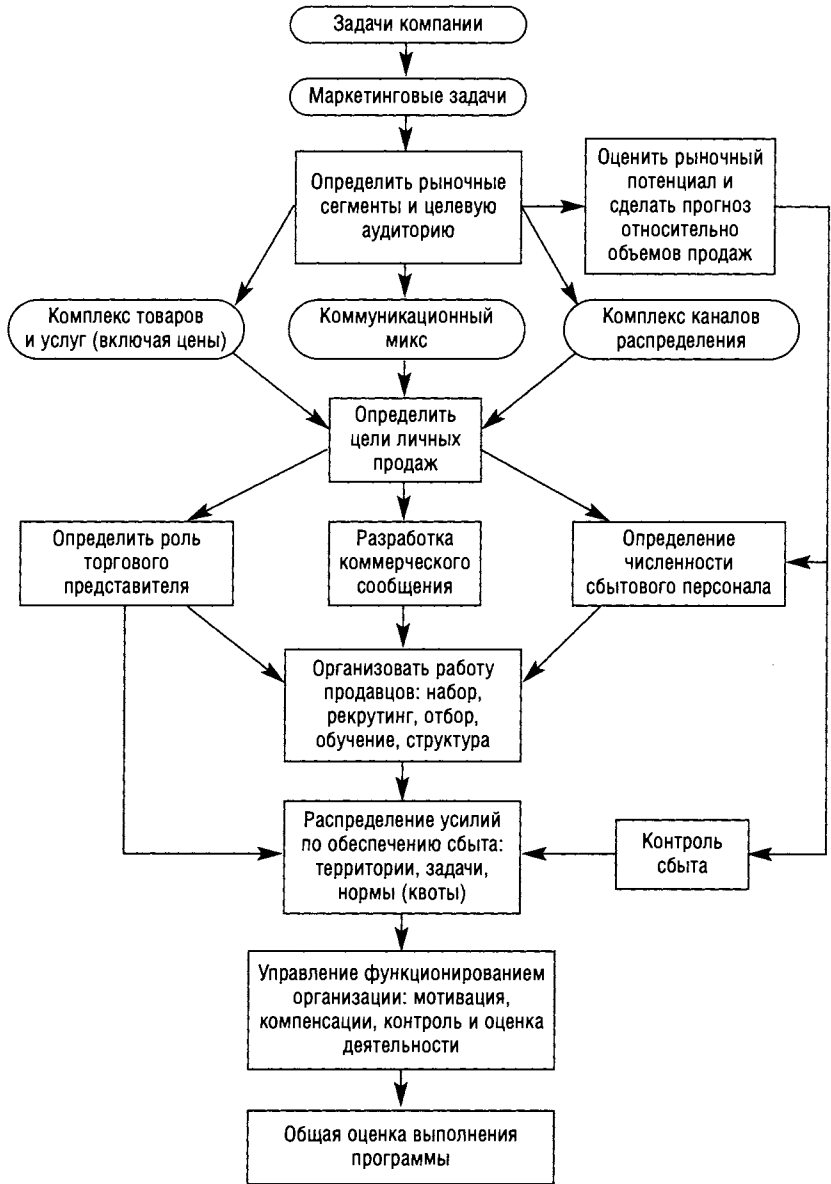 Задачи компании
Маркетинговые задачи
Определить рыночные
сегменты и целевую
аудиторию
Оценить рыночный
потенциал и
сделать прогноз
относительно
объемов продаж
Комплекс товаров
и услуг (включая цены)
Коммуникационный
микс
Комплекс каналов
распределения
Определить
цели личных
продаж
Определить роль
торгового
представителя
Разработка
коммерческого
сообщения
Определение
численности
сбытового персонала
Организовать работу
продавцов: набор,
рекрутинг, отбор,
обучение, структура
Распределение усилий
по обеспечению сбыта:
территории, задачи,
нормы (квоты)
Контроль
сбыта
Управление функционированием
организации: мотивация,
компенсации, контроль и оценка
деятельности
Общая оценка выполнения
программы